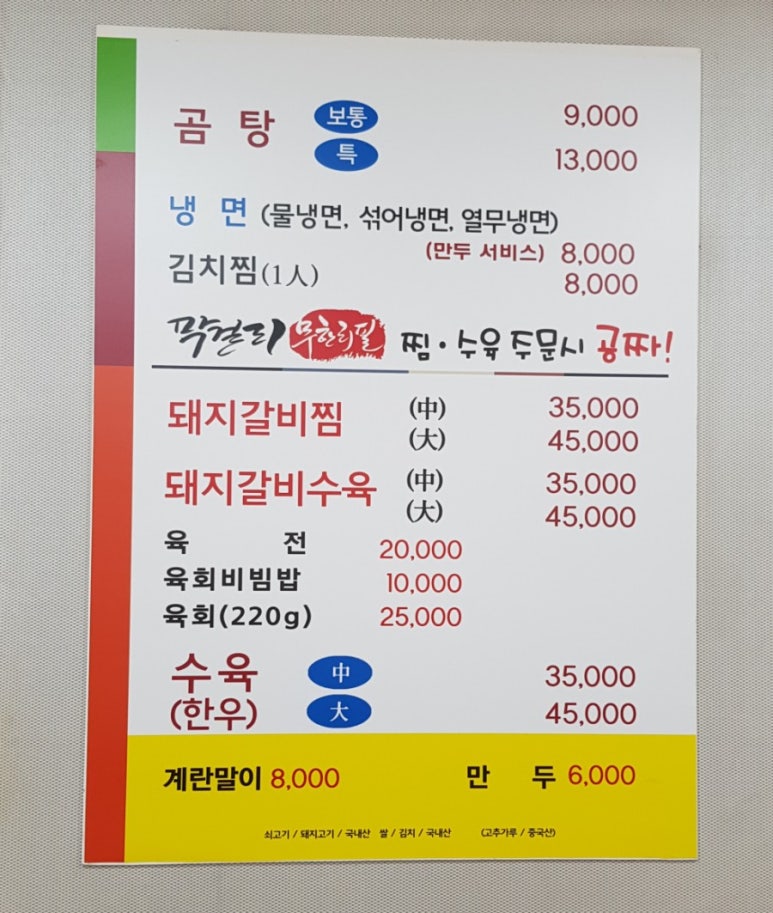 곰 탕 보통 9,000
특 13,000
냉 면 (물냉면, 섞어냉면, 열무냉면)
(만두 서비스) 8,000
김치찜(1人) 8,000
막걸리 무한리필 찜·수육 주문시 공짜!
돼지갈비찜 (中) 35,000
(大) 45,000
돼지갈비수육 (中) 35,000
(大) 45,000
육 전 20,000
육회비빔밥 10,000
육회(220g) 25,000
수육 中 35,000
(한우) 大 45,000
계란말이 8,000 만 두 6,000
쇠고기 / 돼지고기 / 국내산 쌀 / 김치 / 국내산 (고추가루 / 중국산)